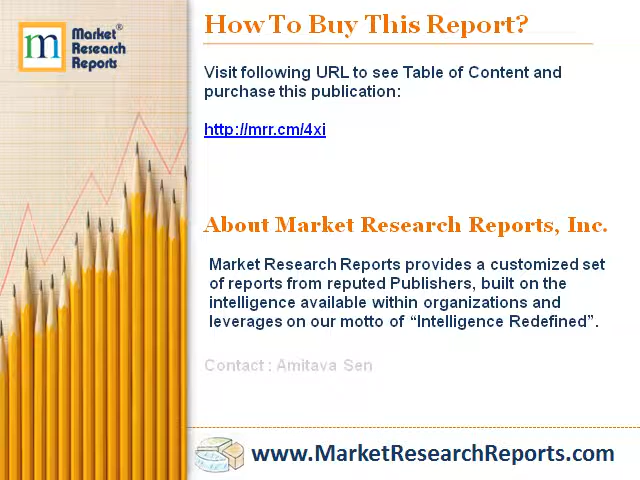 m
Market®
Research
Reports
How To Buy This Report?
Visit following URL to see Table of Content and
purchase this publication:
http://mrr.cm/4xi
About Market Research Reports, Inc.
Market Research Reports provides a customized set
of reports from reputed Publishers, built on the
intelligence available within organizations and
leverages on our motto of “Intelligence Redefined”.
Contact : Amitava Sen
www.MarketResearchReports.com